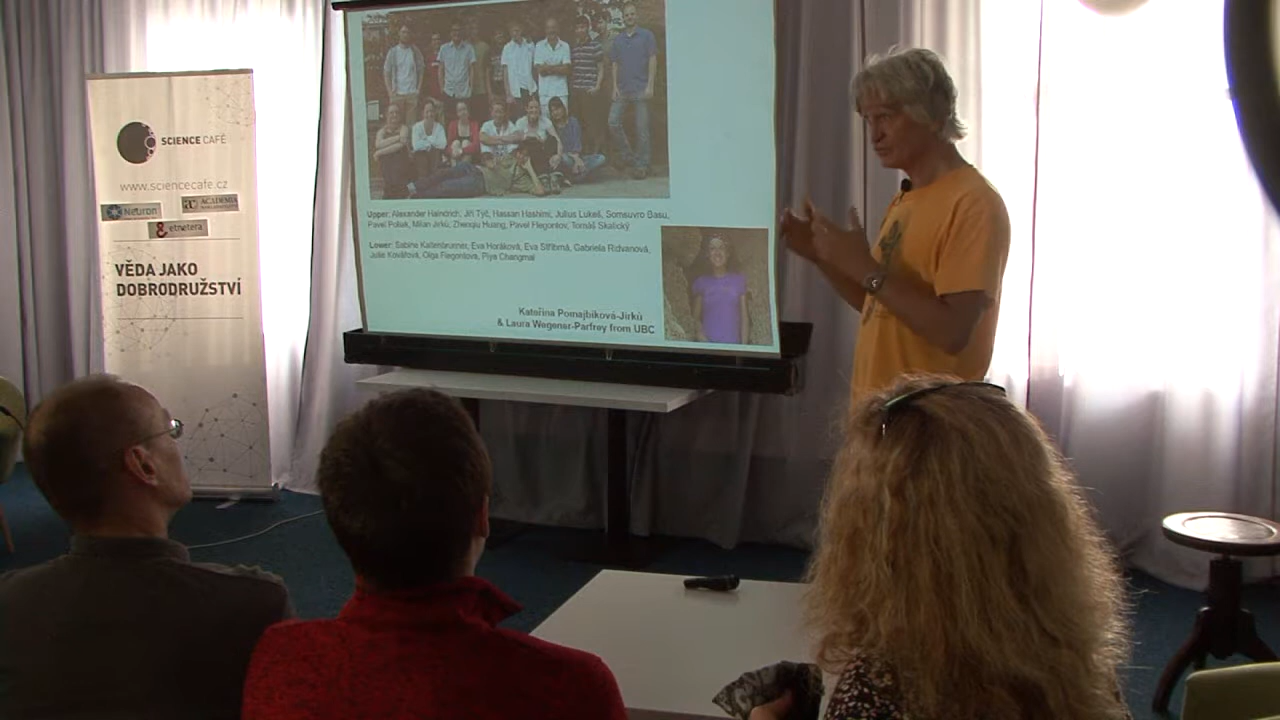 SCIENCE CAFÉ
www.sciencecafe.cz
Neuron
ACADEMIA
etnetera
VĚDA JAKO
DOBRODRUŽSTVÍ
Upper: Alexander Haindrich, Jiří Týč, Hassan Hashimi, Julius Lukeš, Somsuvro Basu,
Pavel Poliak, Milan Jirků, Zhenqiu Huang, Pavel Flegontov, Tomáš Skalický
Lower: Sabine Kaltenbrunner, Eva Horáková, Eva Stříbrná, Gabriela Ridvanová,
Julie Kovářová, Olga Flegontova, Piya Changmai
Kateřina Pomajbíková-Jirků
& Laura Wegener-Parfrey from UBC